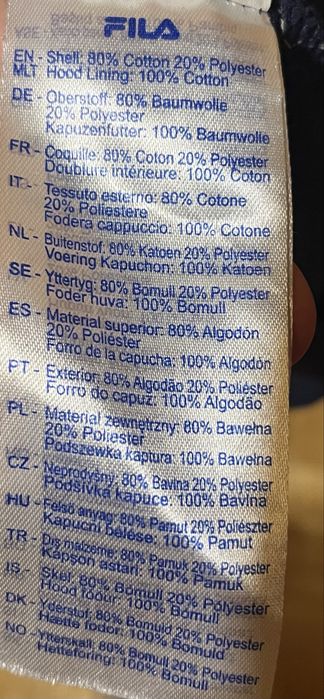 FILA
EN - Shell: 80% Cotton 20% Polyester
MLT Hood Lining: 100% Cotton
DE - Oberstoff: 80% Baumwolle
20% Polyester
Kapuzenfutter: 100% Baumwolle
FR - Coquille: 80% Coton 20% Polyester
Doublure intérieure: 100% Coton
IT - Tessuto esterno: 80% Cotone
20% Poliestere
Fodera cappuccio: 100% Cotone
NL - Buitenstof: 80% Katoen 20% Polyester
Voering Kapuchon: 100% Katoen
SE - Yttertyg: 80% Bomull 20% Polyester
Foder huva: 100% Bomull
ES - Material superior: 80% Algodón
20% Poliéster
Forro de la capucha: 100% Algodón
PT - Exterior: 80% Algodão 20% Poliéster
Forro do capuz: 100% Algodão
PL - Materiał zewnętrzny: 80% Bawełna
20% Poliester
Podszewka kaptura: 100% Bawełna
CZ - Neprodyšný: 80% Bavlna 20% Polyester
Podšívka kapuce: 100% Bavlna
HU - Felső anyag: 80% Pamut 20% Poliészter
Kapucni bélése: 100% Pamut
TR - Dış malzeme: 80% Pamuk 20% Polyester
Kapşon astarı: 100% Pamuk
IS - Skel: 80% Bómull 20% Pólýester
Hood fóður: 100% Bómull
DK - Yderstof: 80% Bomuld 20% Polyester
Hætte fodor: 100% Bomuld
NO - Ytterskall: 80% Bomull 20% Polyester
Hetteforing: 100% Bomull